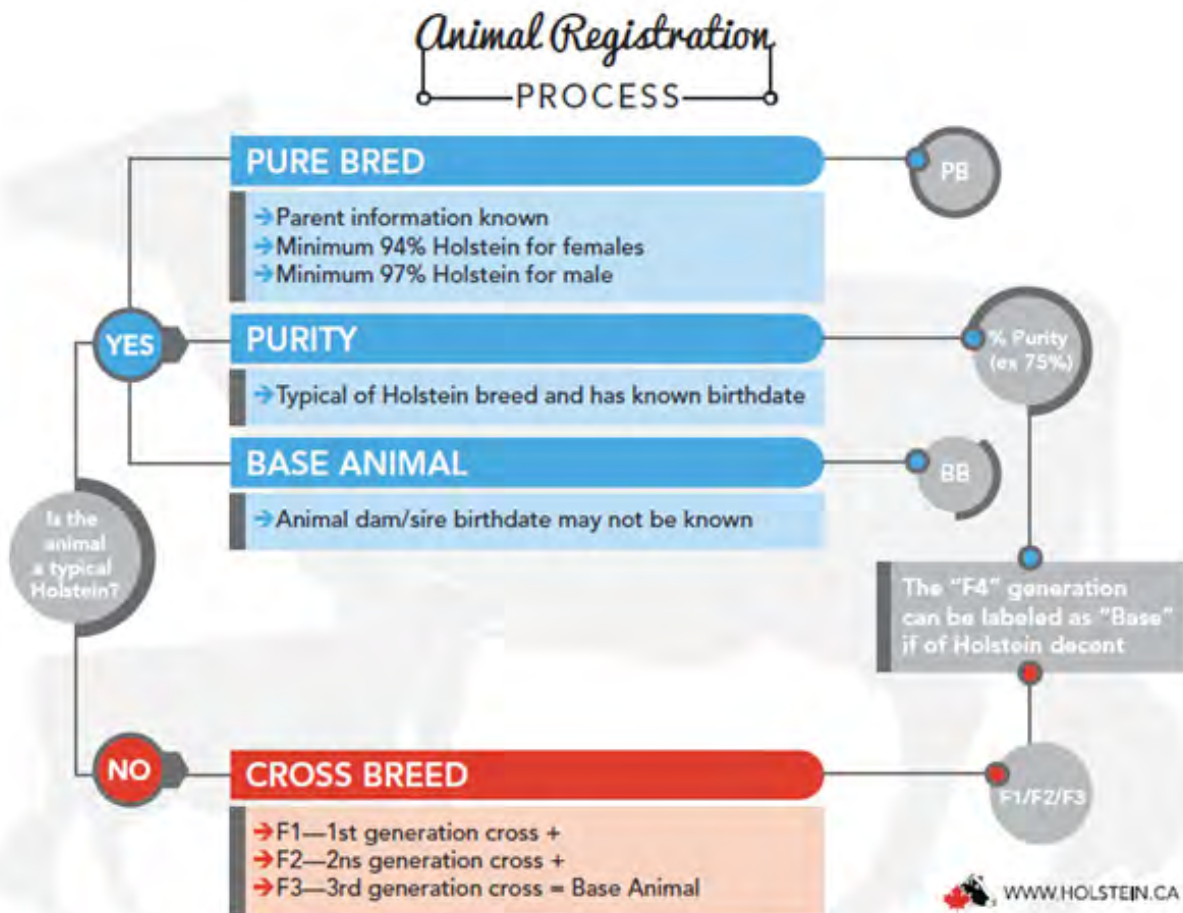 Animal Registration
PROCESS
PURE BRED
PB
→Parent information known
→Minimum 94% Holstein for females
→Minimum 97% Holstein for male
YES
PURITY
% Purity
(ex 75%)
→Typical of Holstein breed and has known birthdate
BASE ANIMAL
BB
→Animal dam/sire birthdate may not be known
Is the
animal
a typical
Holstein?
The "F4" generation
can be labeled as "Base"
if of Holstein decent
NO
CROSS BREED
F1/F2/F3
→F1—1st generation cross +
→F2—2ns generation cross +
→F3—3rd generation cross = Base Animal
WWW.HOLSTEIN.CA